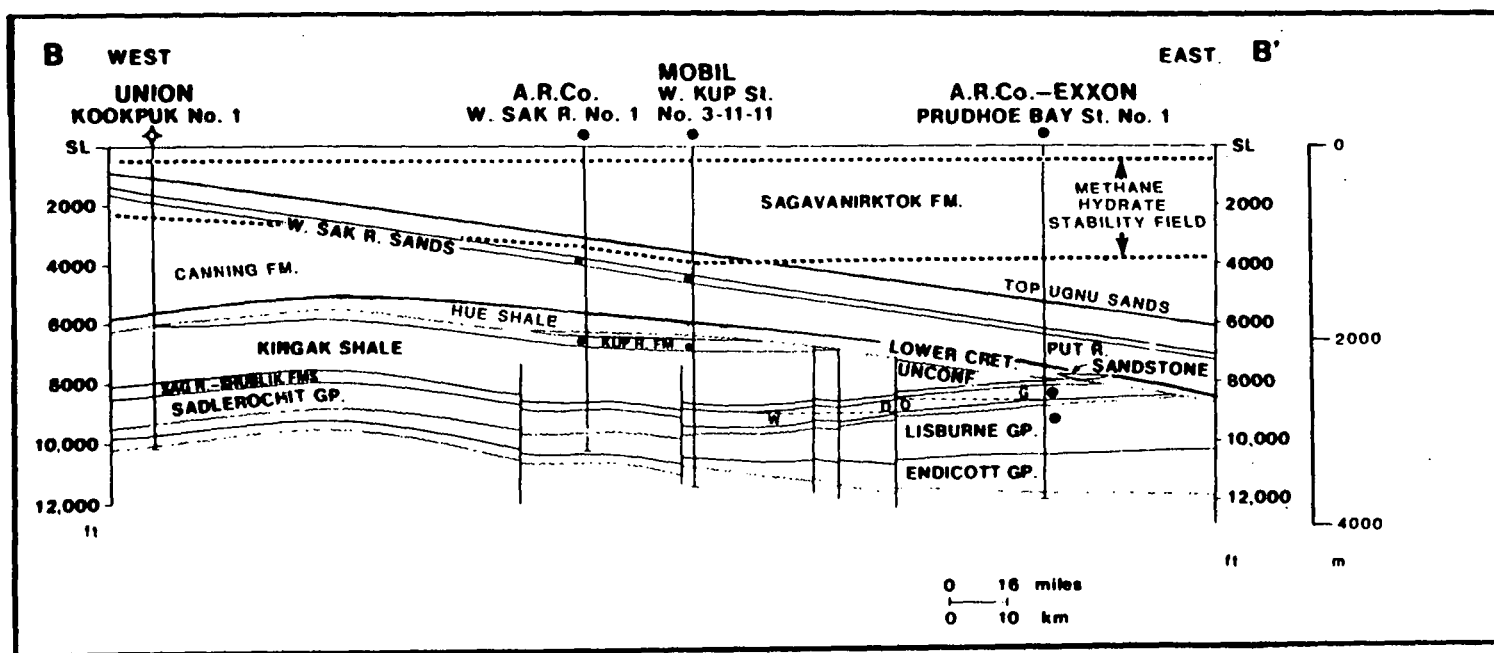 B WEST
EAST. B'
UNION
KOOKPUK No. 1
A.R.Co.
W. SAK R. No. 1
MOBIL
W. KUP St.
No. 3-11-11
A.R.Co.–EXXON
PRUDHOE BAY St. No. 1
SL
SL
0
2000
SAGAVANIRKTOK FM.
METHANE
HYDRATE
STABILITY FIELD
2000
W. SAK R. SANDS
4000
4000
CANNING FM.
TOP UGNU SANDS
6000
HUE SHALE
6000
2000
KINGAK SHALE
KUP R. FM
LOWER CRET.
UNCONF.
PUT R.
SANDSTONE
8000
SAG R.–SHUBLIK FMS
8000
SADLEROCHIT GP.
W
O
G
10,000
LISBURNE GP.
10,000
ENDICOTT GP.
12,000
12,000
4000
ft
ft
m
0 16 miles
0 10 km